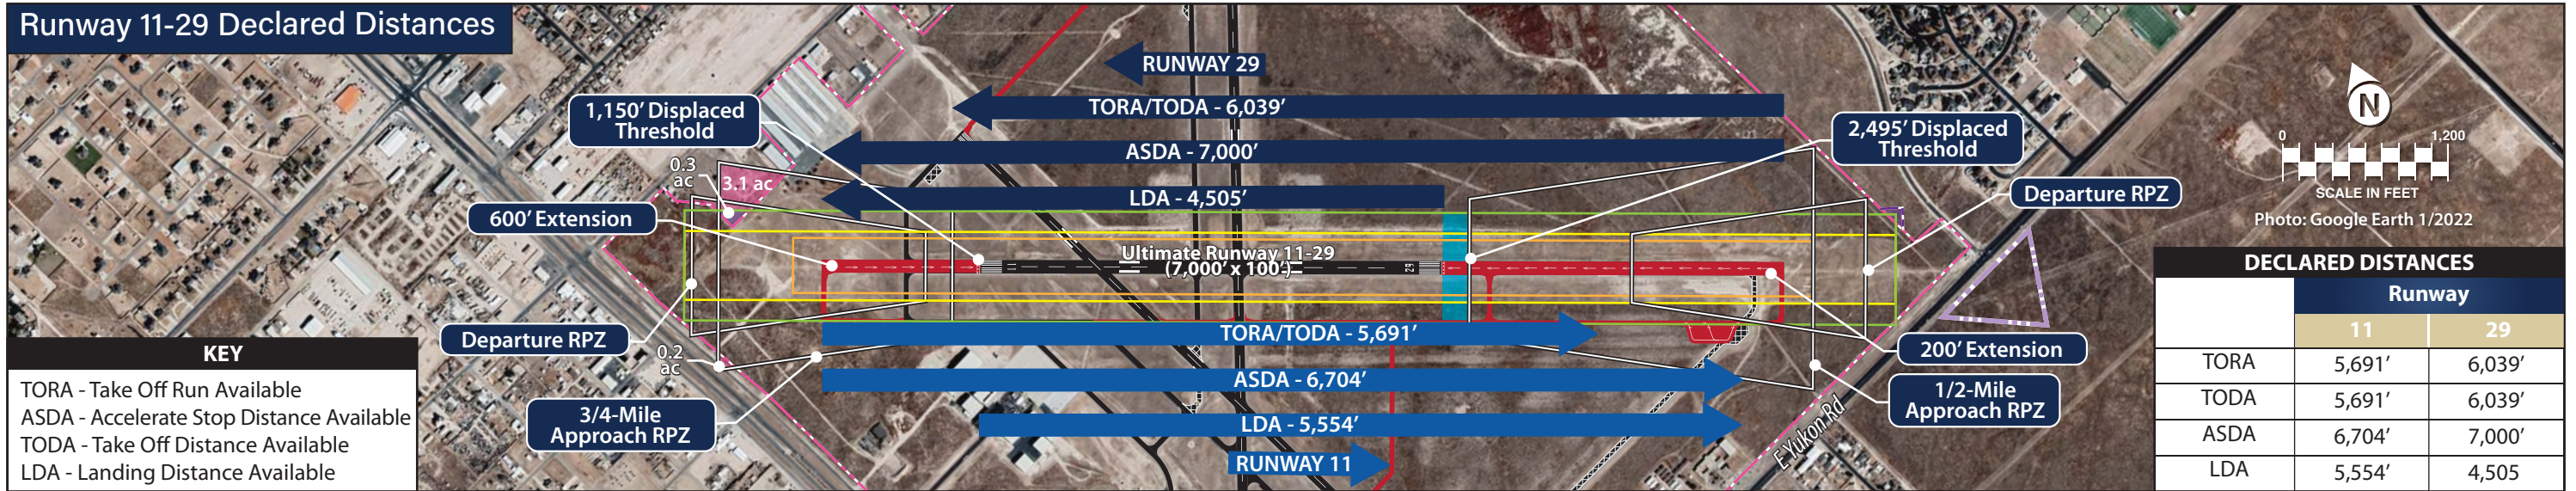 Runway 11-29 Declared Distances
RUNWAY 29
TORA/TODA - 6,039’
ASDA - 7,000’
LDA - 4,505’
1,150’ Displaced
Threshold
2,495’ Displaced
Threshold
N
0 1,200
SCALE IN FEET
Photo: Google Earth 1/2022
0.3
ac
3.1 ac
600’ Extension
Departure RPZ
Ultimate Runway 11-29
(7,000’ x 100’)
29
Departure RPZ
0.2
ac
3/4-Mile
Approach RPZ
TORA/TODA - 5,691’
ASDA - 6,704’
LDA - 5,554’
RUNWAY 11
200’ Extension
1/2-Mile
Approach RPZ
E Yukon Rd
KEY
TORA - Take Off Run Available
ASDA - Accelerate Stop Distance Available
TODA - Take Off Distance Available
LDA - Landing Distance Available
DECLARED DISTANCES
Runway
11 29
TORA 5,691’ 6,039’
TODA 5,691’ 6,039’
ASDA 6,704’ 7,000’
LDA 5,554’ 4,505